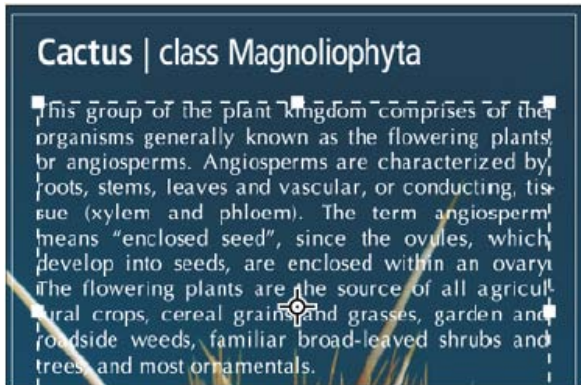 Cactus | class Magnoliophyta
This group of the plant kingdom comprises of the
organisms generally known as the flowering plants
or angiosperms. Angiosperms are characterized by
roots, stems, leaves and vascular, or conducting, tis
sue (xylem and phloem). The term angiosperm
means “enclosed seed”, since the ovules, which
develop into seeds, are enclosed within an ovary.
The flowering plants are the source of all agricul-
tural crops, cereal grains and grasses, garden and
roadside weeds, familiar broad-leaved shrubs and
trees, and most ornamentals.